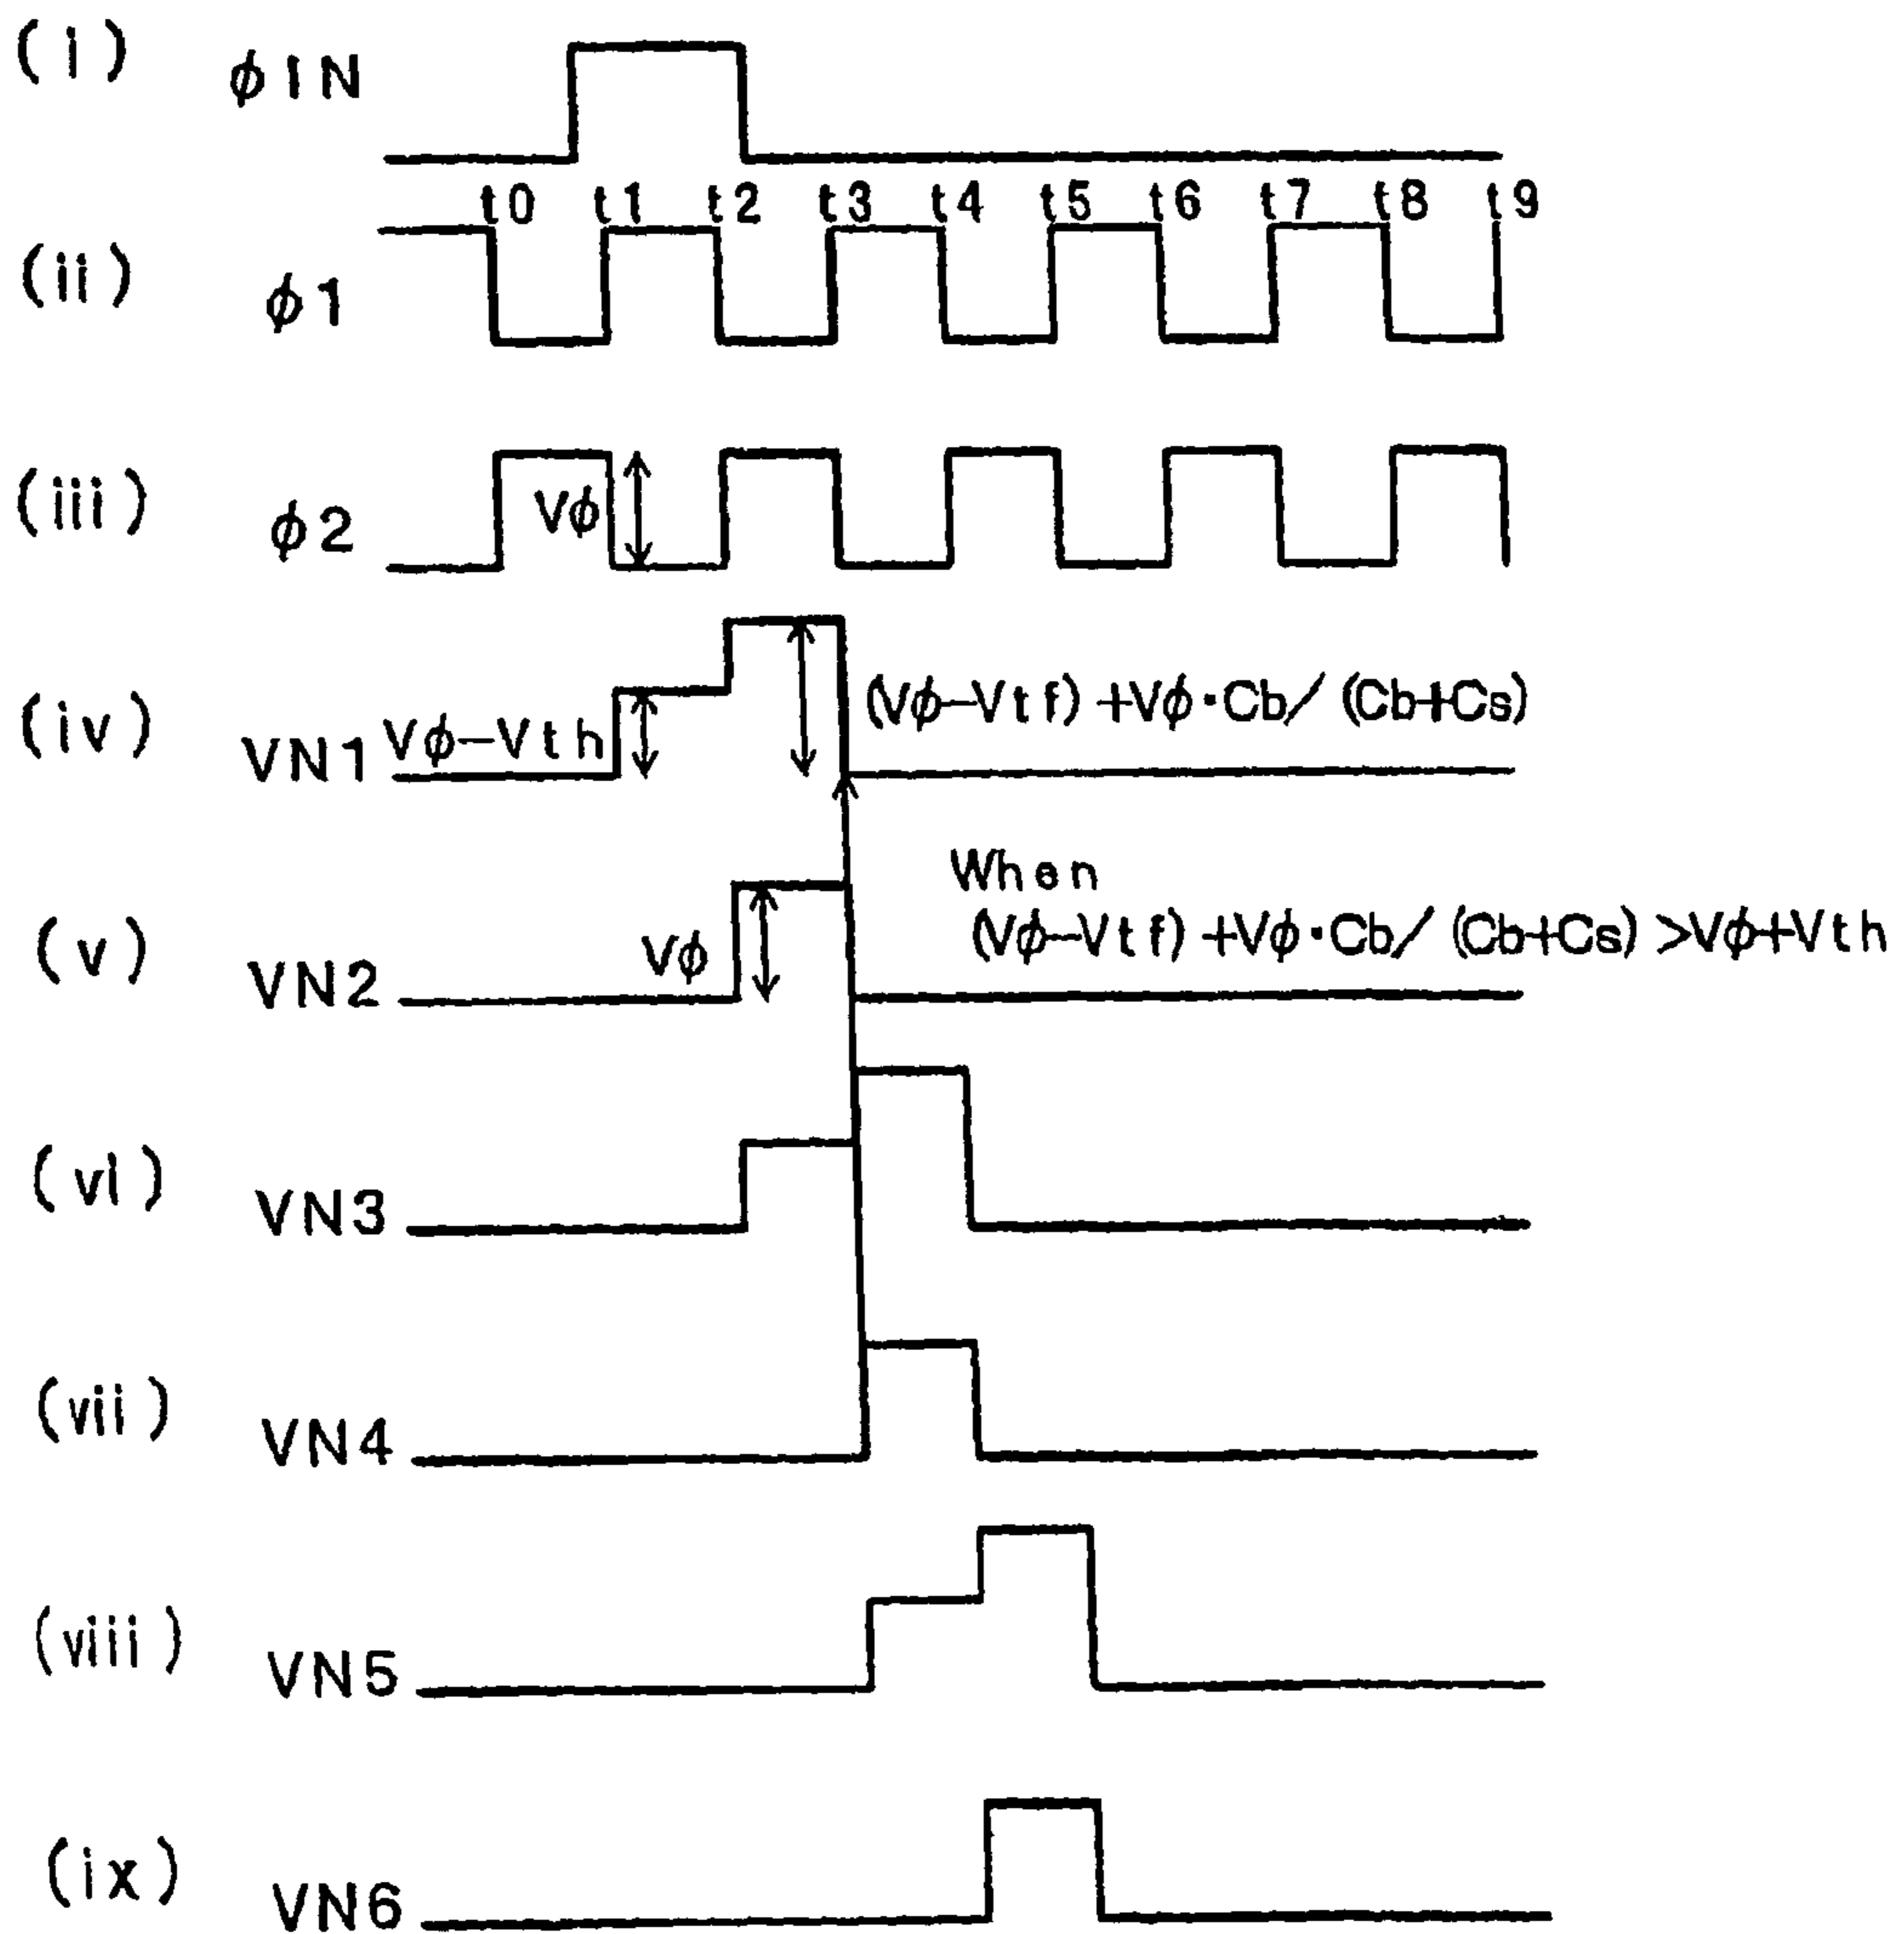 (i) φIN
t0 t1 t2 t3 t4 t5 t6 t7 t8 t9
(ii) φ1
(iii) φ2 Vφ
(iv) VN1 Vφ-Vth (Vφ-Vtf)+Vφ·Cb/(Cb+Cs)
When
(v) VN2 Vφ (Vφ-Vtf)+Vφ·Cb/(Cb+Cs)>Vφ+Vth
(vi) VN3
(vii) VN4
(viii) VN5
(ix) VN6